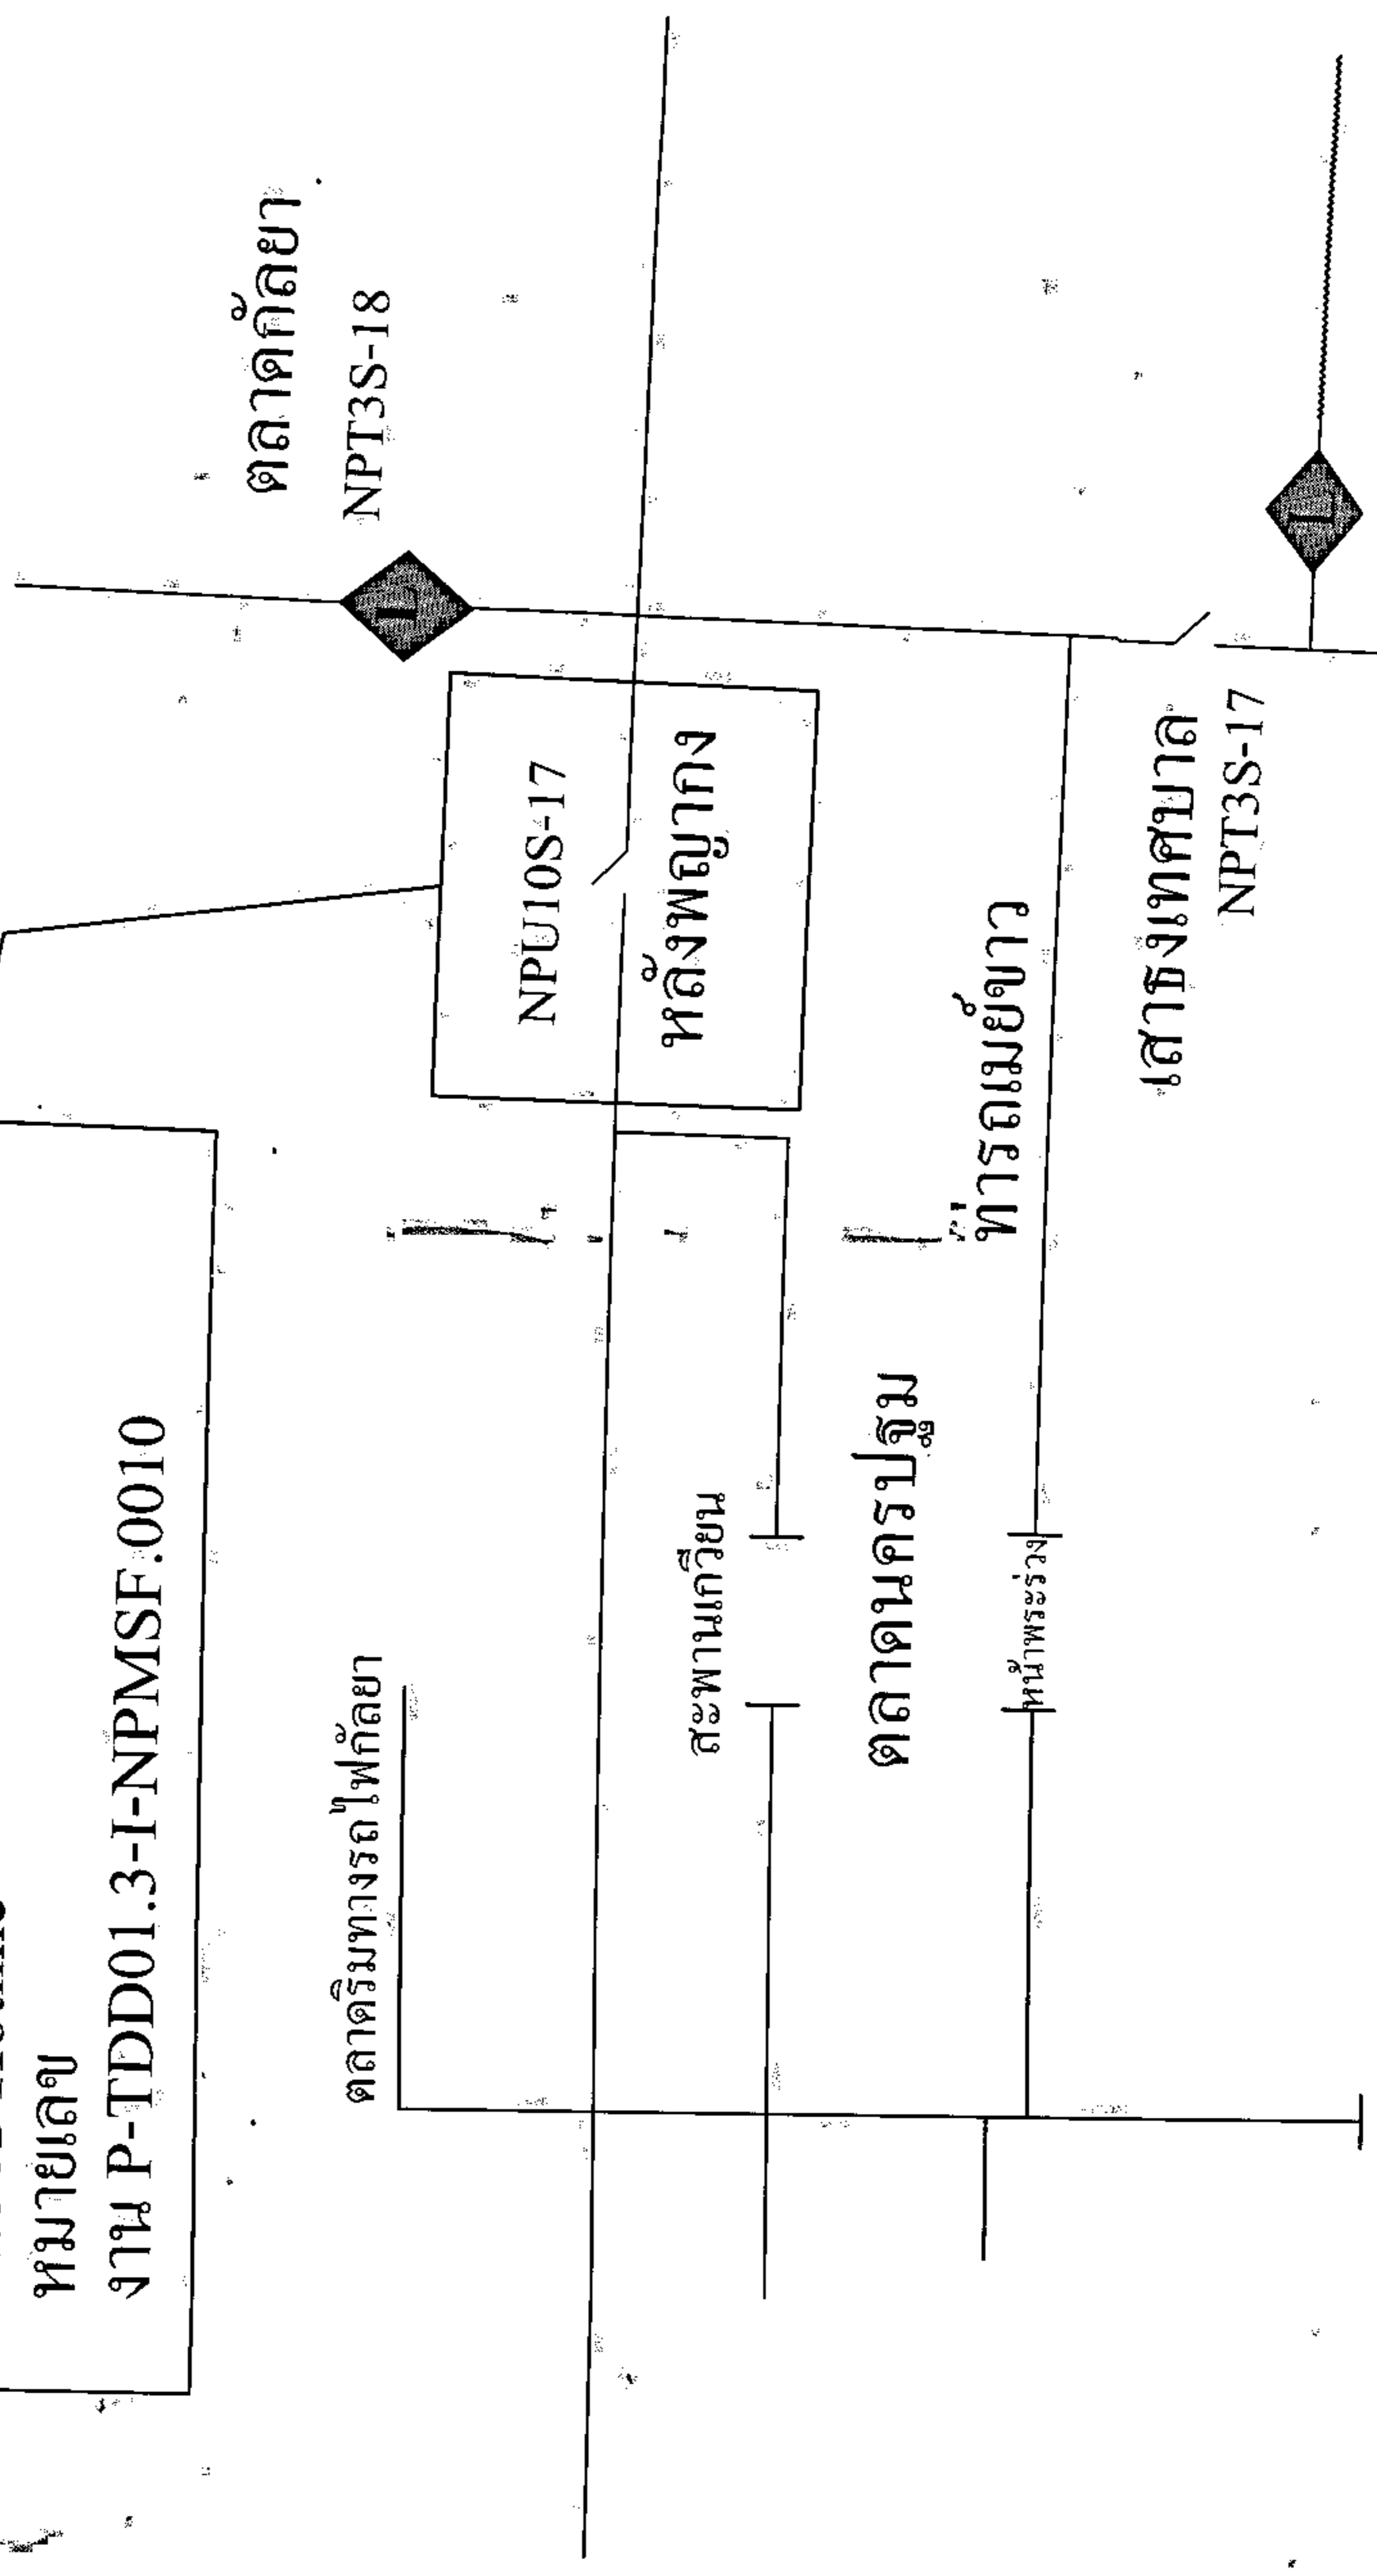 หมายเลข
งาน P-TDD01.3-I-NPMSF.0010
ตลาดกัลยา
NPT3S-18
L
ตลาดริมทางรถไฟกัลยา
NPU10S-17
หลังพญากง
สะพานเกวียน
ตลาดนครปฐม
ท่ารถเมย์ขาว
หน้าพระร่วง
เสาธงเทศบาล
NPT3S-17
L